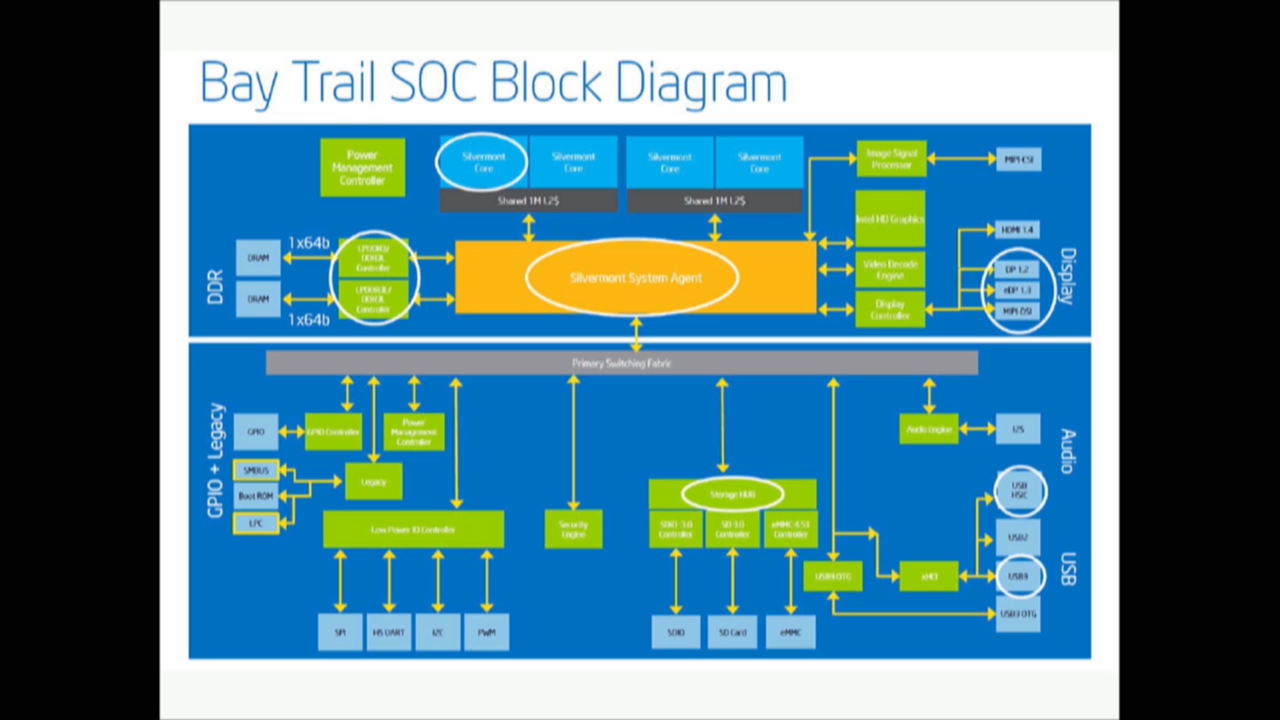 Bay Trail SOC Block Diagram
Power
Management
Controller
Silvermont
Core
Silvermont
Core
Silvermont
Core
Silvermont
Core
Shared 1M L2$
Shared 1M L2$
Image Signal
Processor
MIPI-CSI
Intel HD Graphics
HDMI 1.4
DDR
DRAM
1x64b
Controller
DRAM
1x64b
Controller
Silvermont System Agent
Video Decode
Engine
Display
Controller
DP 1.2
eDP 1.3
MIPI-DSI
Display
Primary Switching Fabric
GPIO + Legacy
GPIO
GPIO Controller
Power
Management
Controller
SMBUS
Boot ROM
LPC
Legacy
Low Power IO Controller
SPI
HS UART
I2C
PWM
Security
Engine
Storage HUB
SDIO 3.0
Controller
SD 3.0
Controller
eMMC 4.51
Controller
SDIO
SD Card
eMMC
Audio Engine
I2S
Audio
USB3 OTG
xHCI
USB
HSIC
USB2
USB3
USB3 OTG
USB